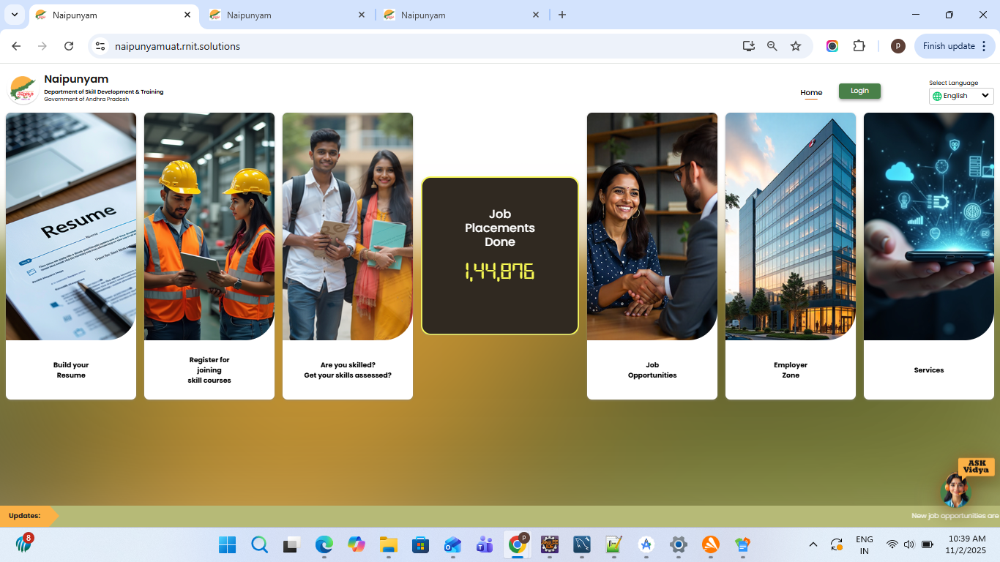 Naipunyam
Naipunyam
Naipunyam
naipunyamuat.rnit.solutions
p
Finish update
Naipunyam
Department of Skill Development & Training
Government of Andhra Pradesh
Home
Login
Select Language
English
Resume
Name
Job
Placements
Done
1,44,876
Build your
Resume
Register for
joining
skill courses
Are you skilled?
Get your skills assessed?
Job
Opportunities
Employer
Zone
Services
ASK
Vidya
Updates:
New job opportunities are
8
p
ENG
IN
10:39 AM
11/2/2025